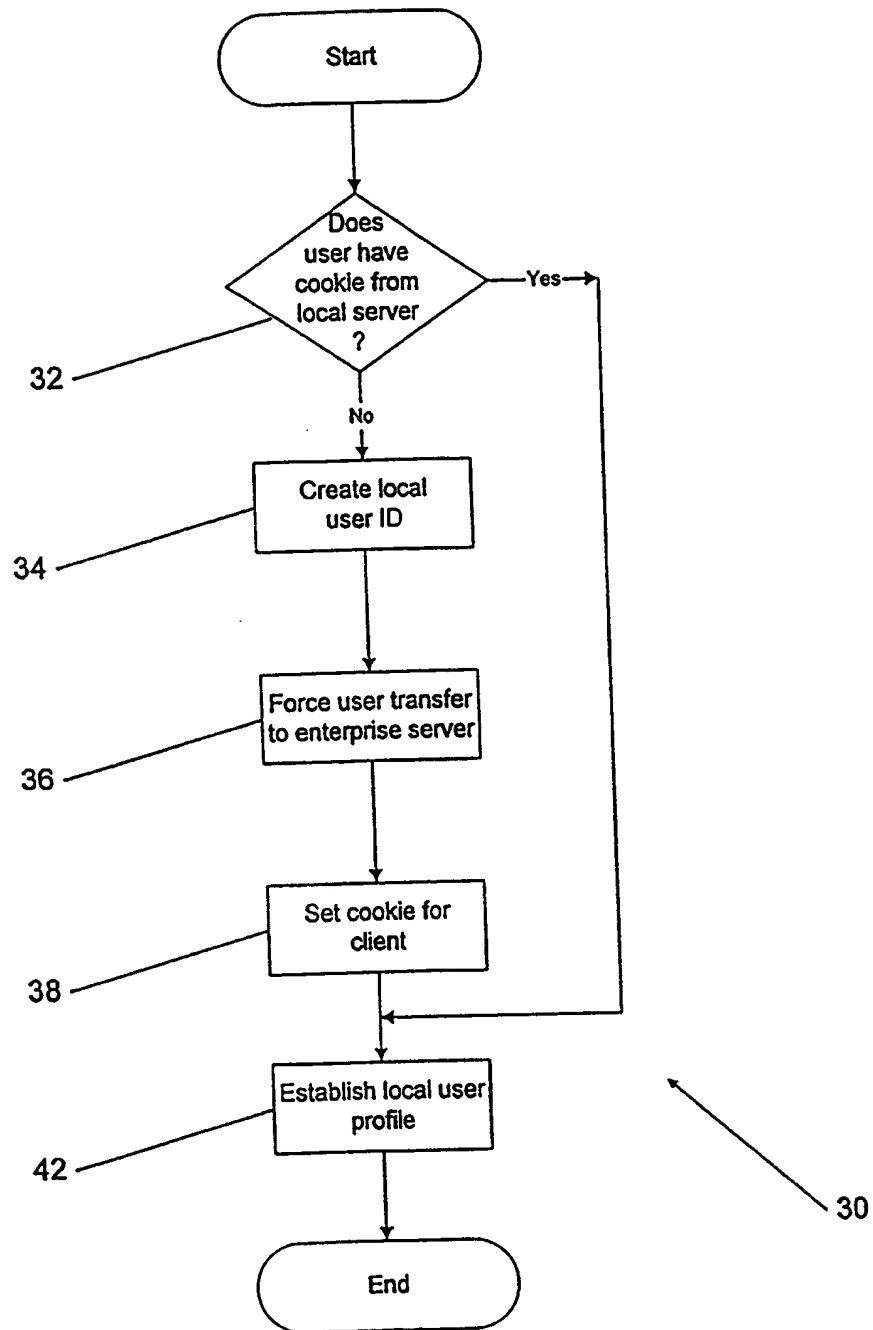 Start
Does
user have
cookie from
local server
?
Yes
32
No
Create local
user ID
34
Force user transfer
to enterprise server
36
Set cookie for
client
38
Establish local user
profile
42
30
End